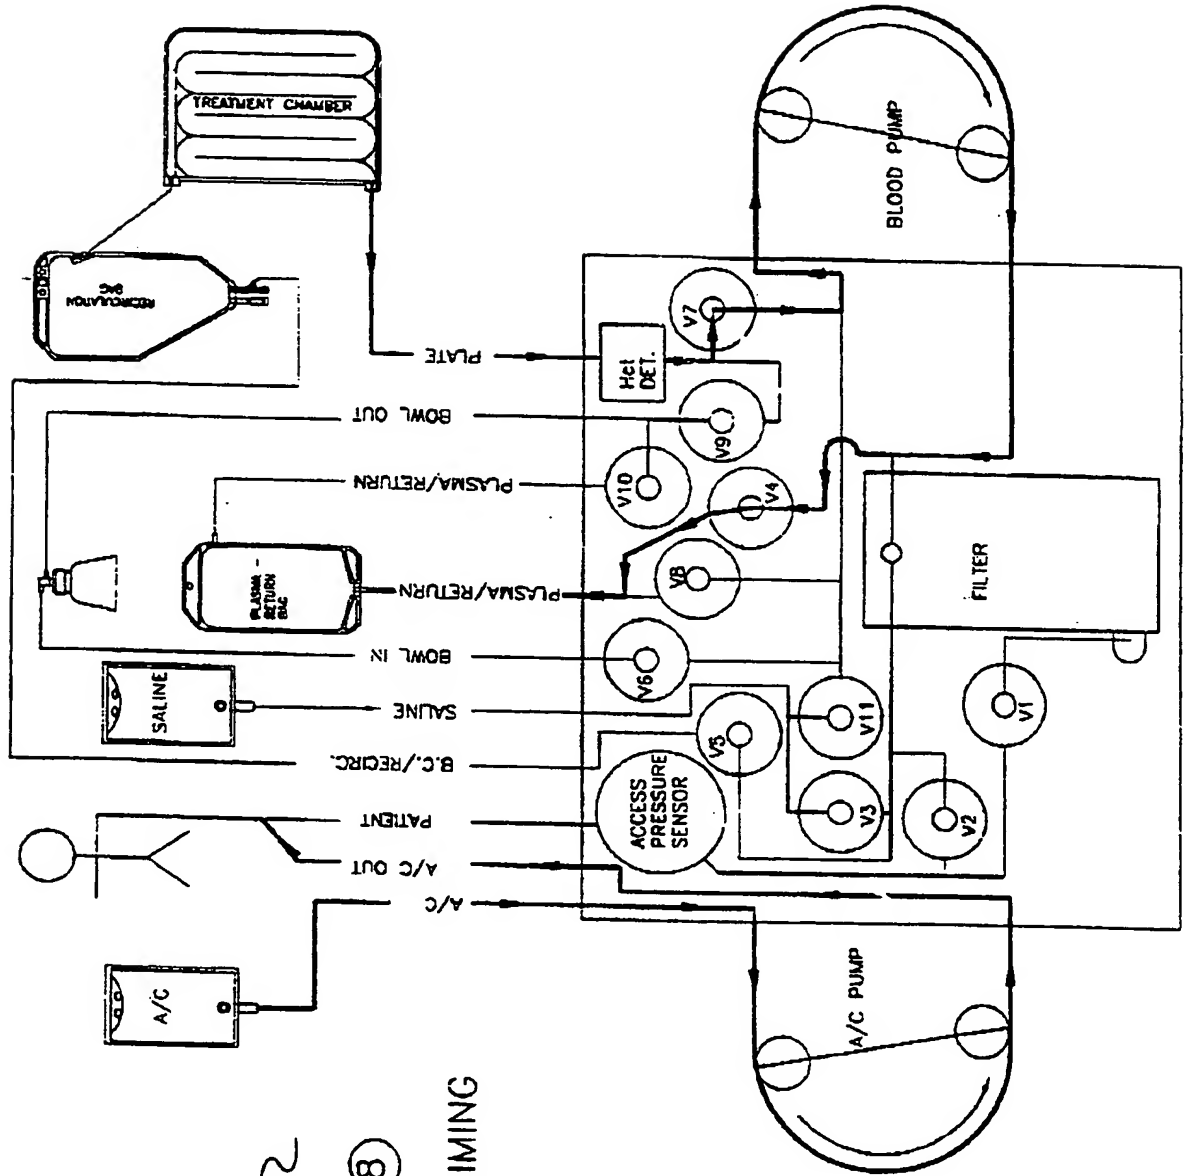 TREATMENT CHAMBER
RECIRCULATION
BAG
PLATE
BOWL OUT
PLASMA/RETURN
PLASMA -
RETURN
BAG
PLASMA/RETURN
BOWL IN
SALINE
SALINE
B.C./RECIRC.
PATIENT
A/C OUT
A/C
A/C
Hct
DET.
V7
V9
V10
V4
V8
V6
V5
V11
V3
V2
V1
ACCESS
PRESSURE
SENSOR
FILTER
BLOOD PUMP
A/C PUMP
8
IMING